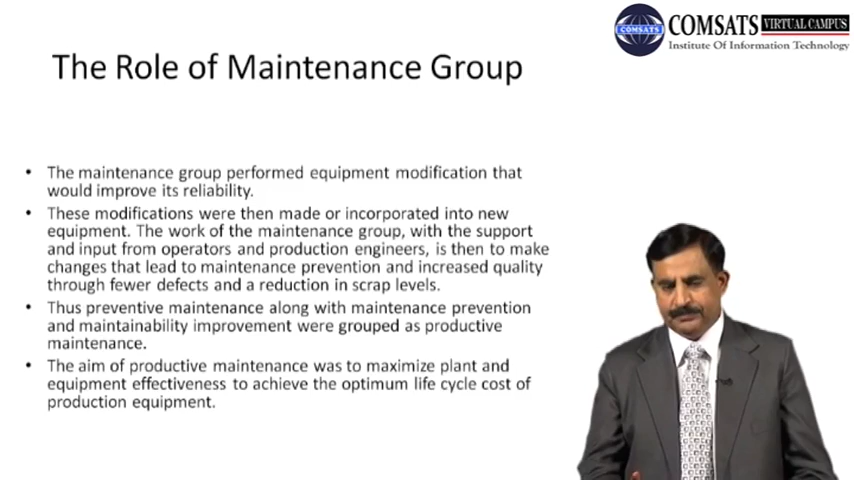 COMSATS VIRTUAL CAMPUS
COMSATS
Institute Of Information Technology
The Role of Maintenance Group
• The maintenance group performed equipment modification that
would improve its reliability.
• These modifications were then made or incorporated into new
equipment. The work of the maintenance group, with the support
and input from operators and production engineers, is then to make
changes that lead to maintenance prevention and increased quality
through fewer defects and a reduction in scrap levels.
• Thus preventive maintenance along with maintenance prevention
and maintainability improvement were grouped as productive
maintenance.
• The aim of productive maintenance was to maximize plant and
equipment effectiveness to achieve the optimum life cycle cost of
production equipment.